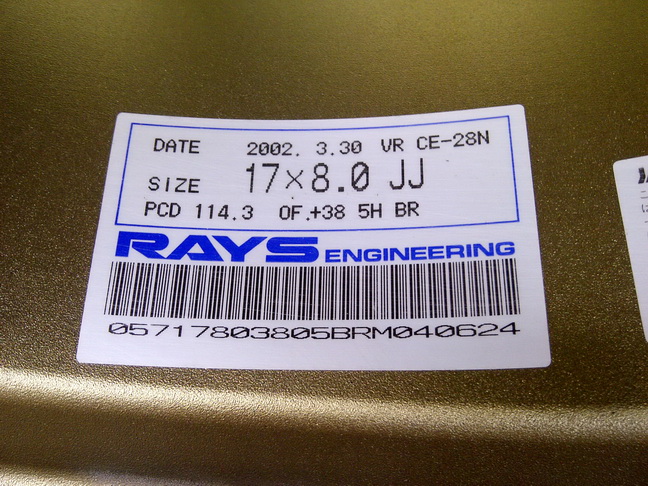 DATE 2002. 3.30 VR CE-28N
SIZE 17×8.0 JJ
PCD 114.3 OF.+38 5H BR
RAYS ENGINEERING
05717803805BRM040624